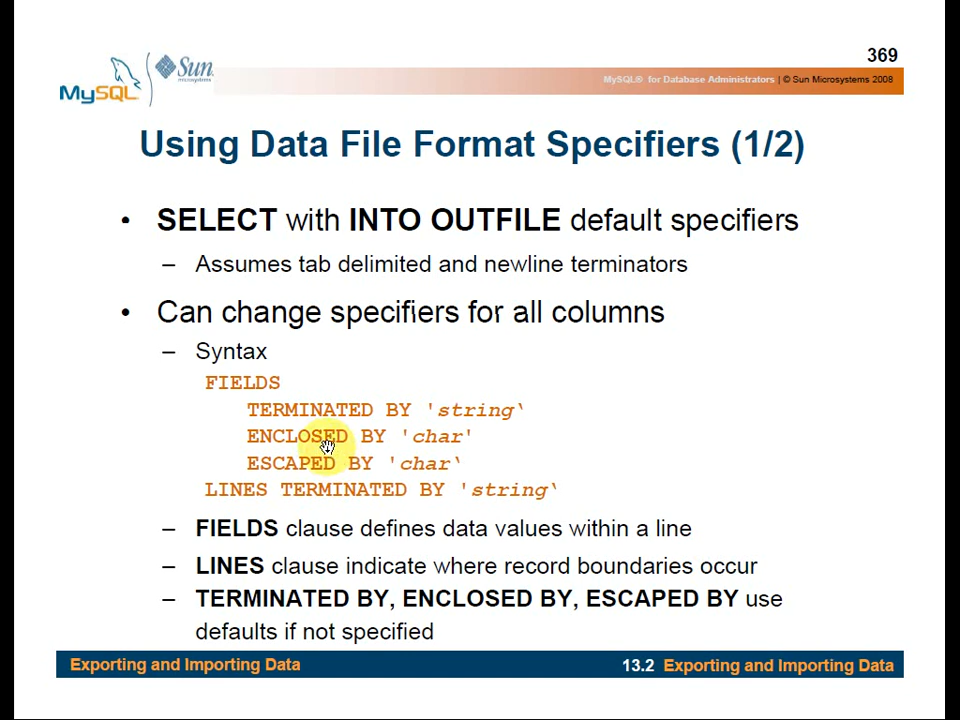 369
MySQL
Sun
microsystems
MySQL® for Database Administrators | © Sun Microsystems 2008
Using Data File Format Specifiers (1/2)
• SELECT with INTO OUTFILE default specifiers
– Assumes tab delimited and newline terminators
• Can change specifiers for all columns
– Syntax
FIELDS
TERMINATED BY 'string‘
ENCLOSED BY 'char'
ESCAPED BY 'char‘
LINES TERMINATED BY 'string‘
– FIELDS clause defines data values within a line
– LINES clause indicate where record boundaries occur
– TERMINATED BY, ENCLOSED BY, ESCAPED BY use
defaults if not specified
Exporting and Importing Data
13.2 Exporting and Importing Data